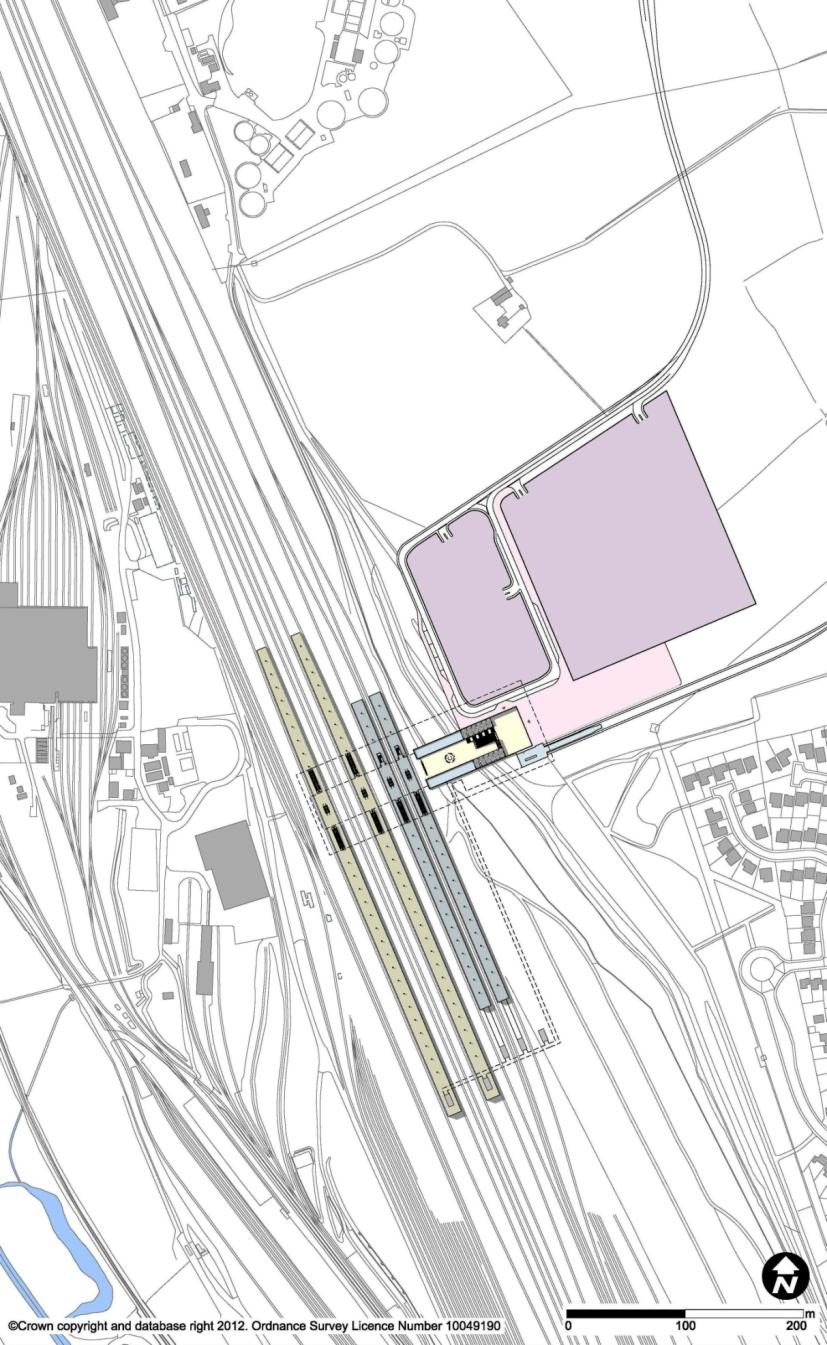 N
©Crown copyright and database right 2012. Ordnance Survey Licence Number 10049190
m
0 100 200